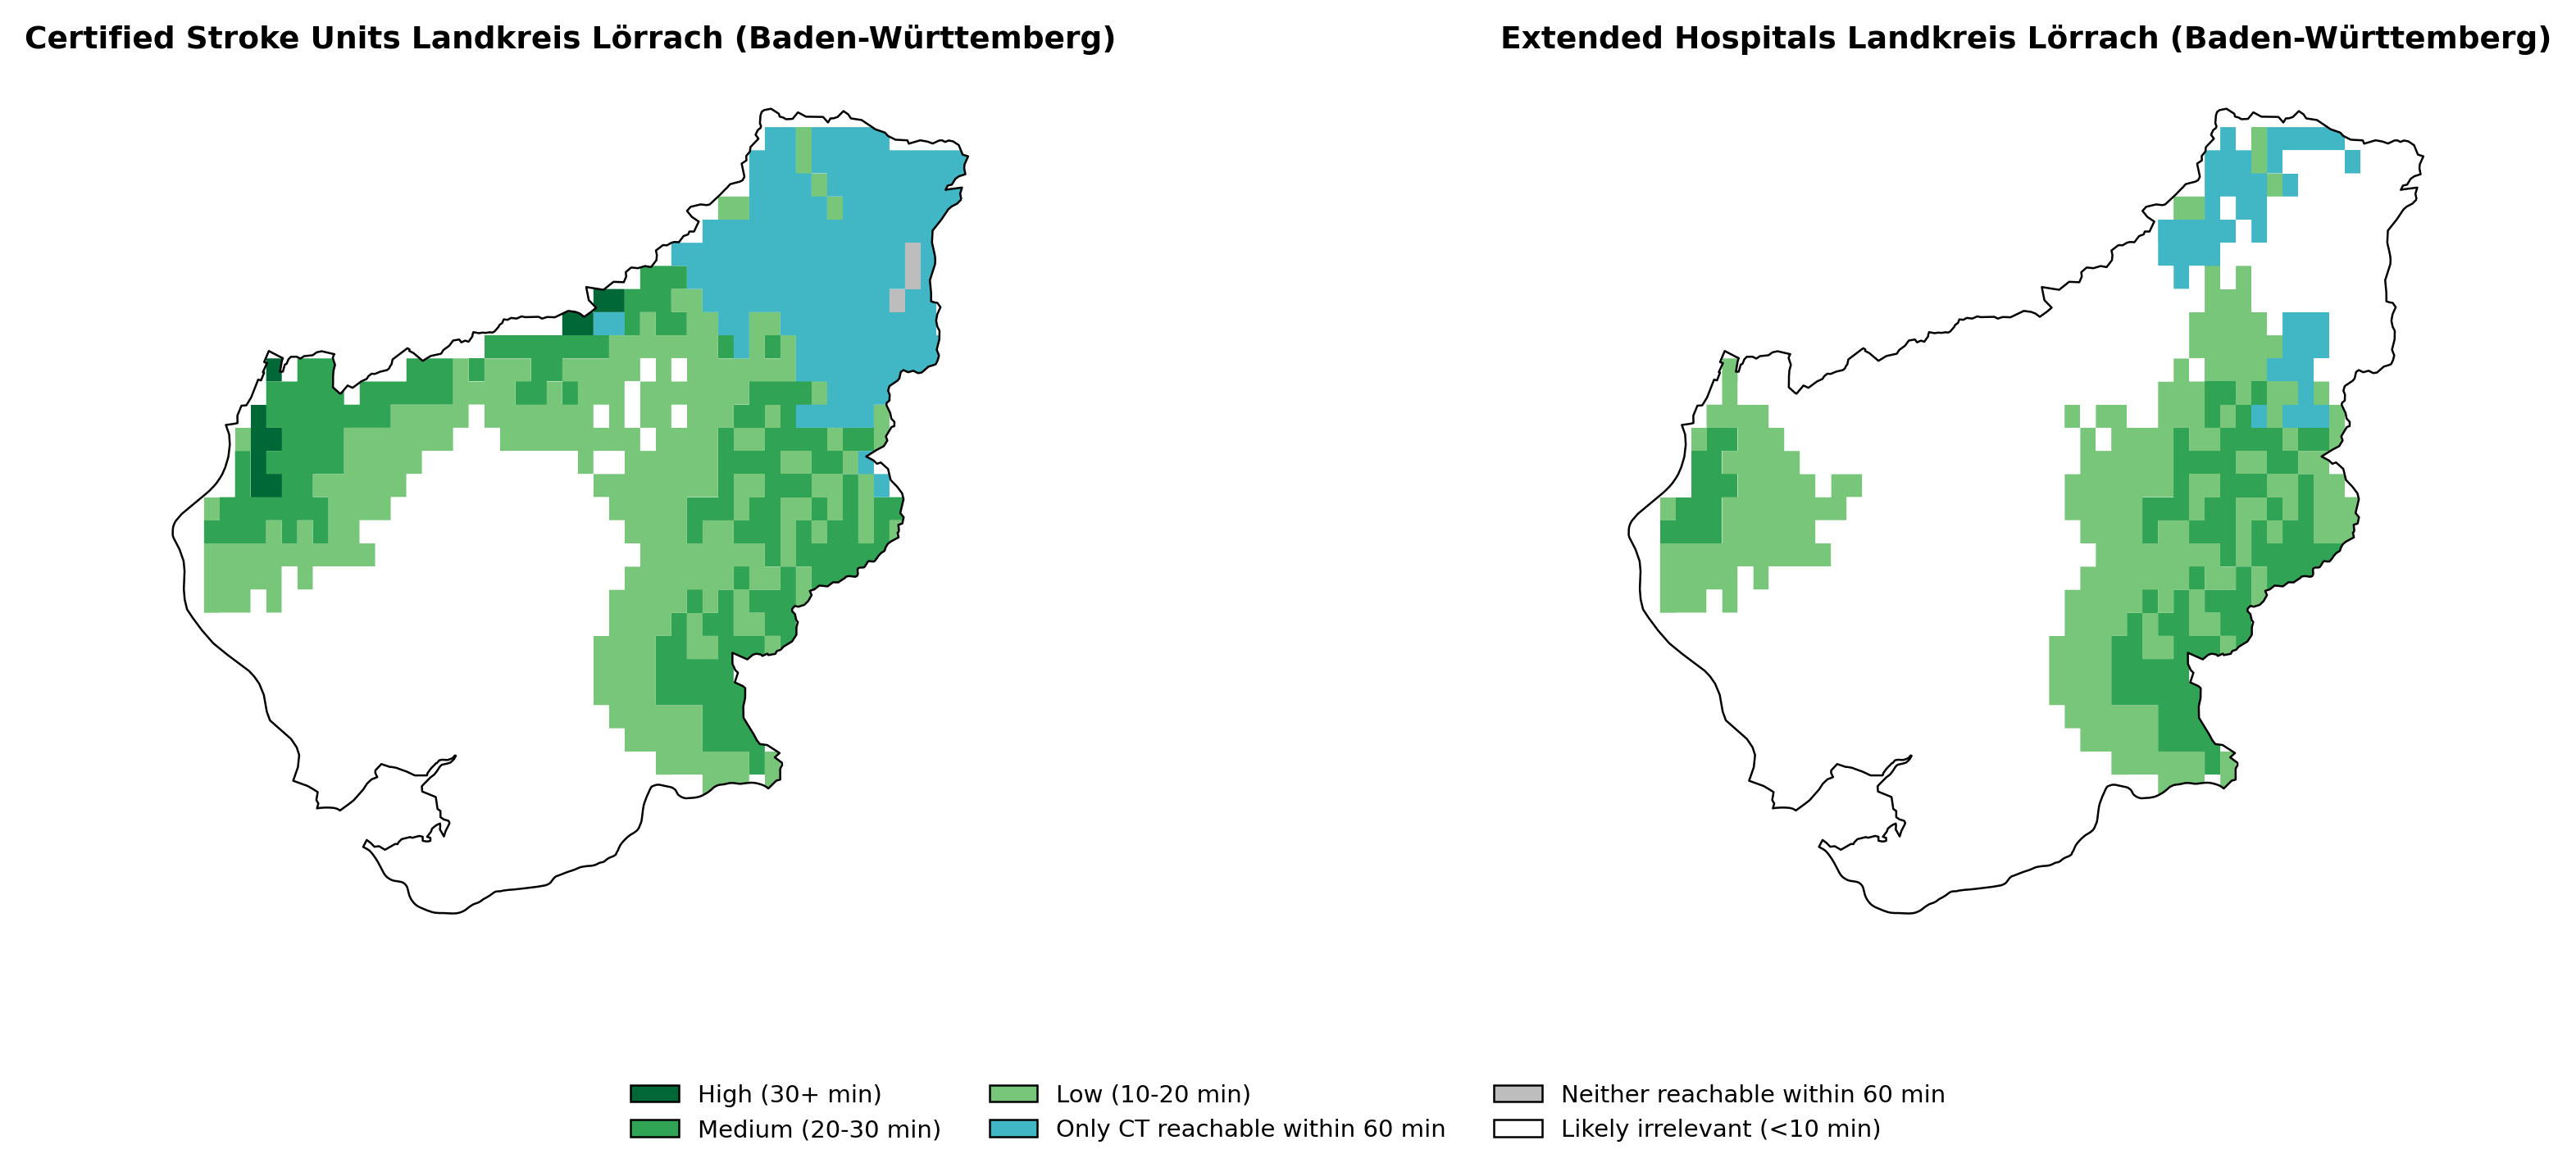 Certified Stroke Units Landkreis Lörrach (Baden-Württemberg)
Extended Hospitals Landkreis Lörrach (Baden-Württemberg)
High (30+ min)
Medium (20-30 min)
Low (10-20 min)
Only CT reachable within 60 min
Neither reachable within 60 min
Likely irrelevant (<10 min)